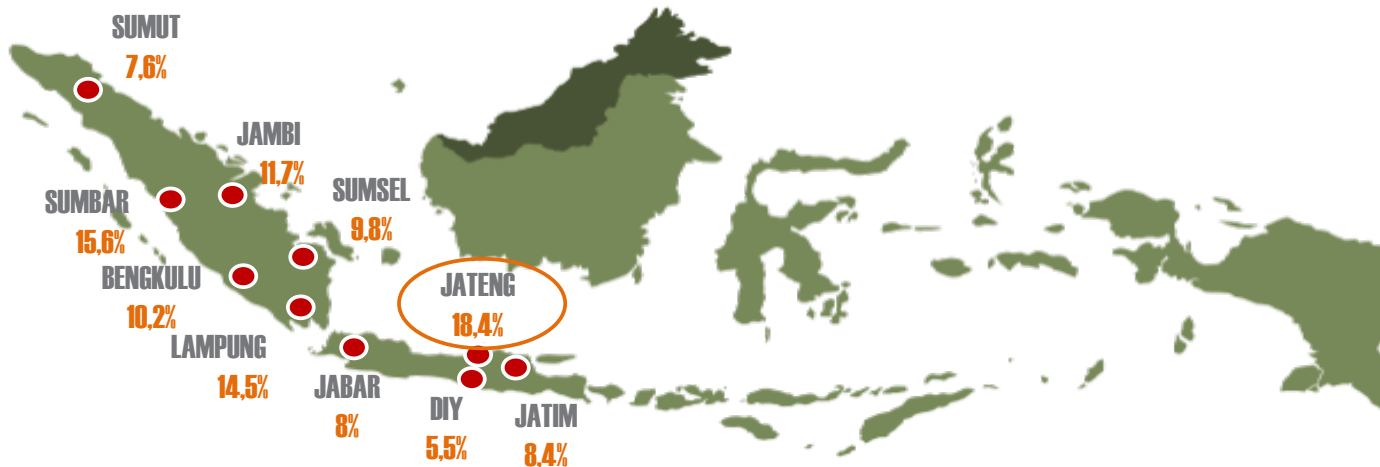 SUMUT
7,6%
JAMBI
11,7%
SUMSEL
9,8%
SUMBAR
15,6%
BENGKULU
10,2%
JATENG
18,4%
LAMPUNG
14,5%
JABAR
8%
DIY
5,5%
JATIM
8,4%